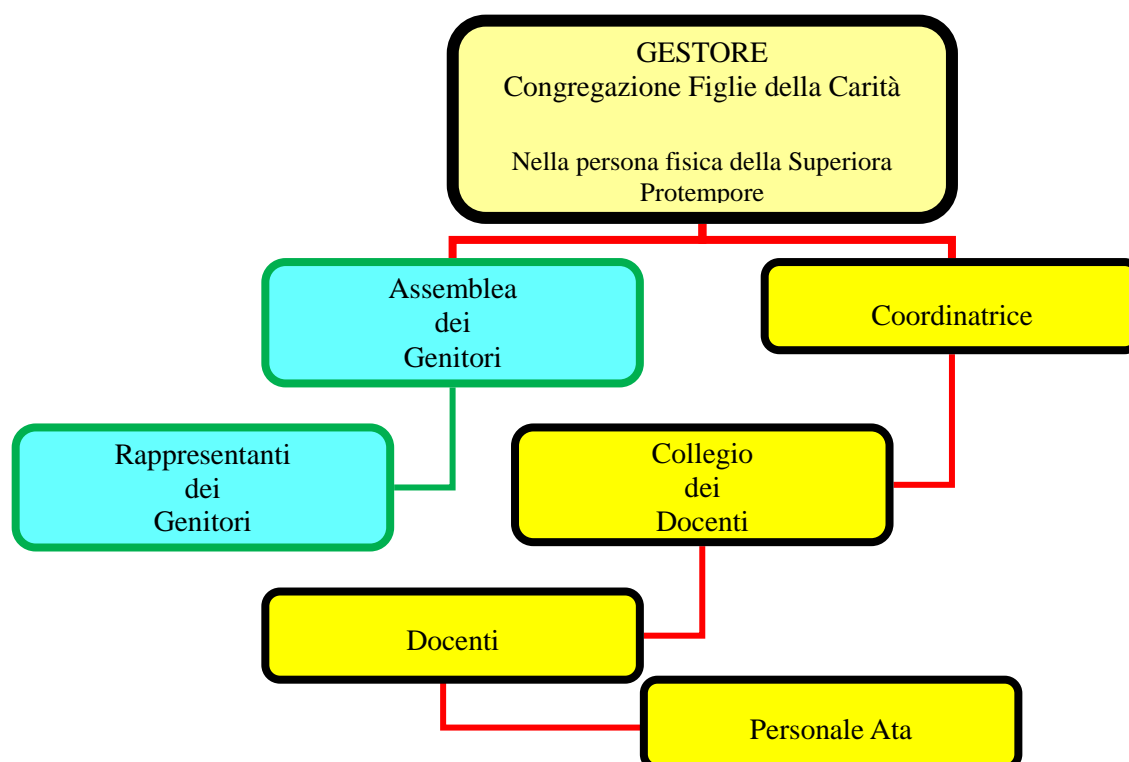 GESTORE
Congregazione Figlie della Carità
Nella persona fisica della Superiora
Protempore
Assemblea
dei
Genitori
Coordinatrice
Rappresentanti
dei
Genitori
Collegio
dei
Docenti
Docenti
Personale Ata